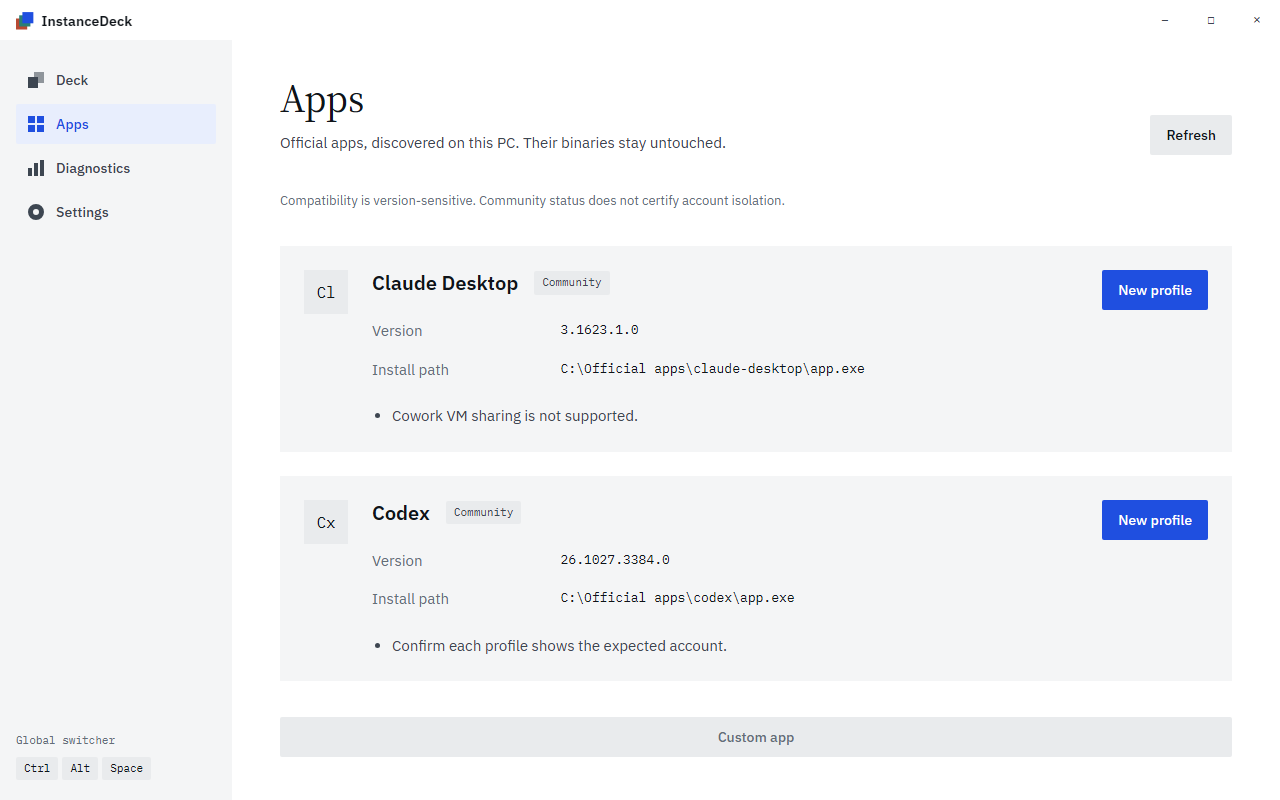 InstanceDeck
Deck
Apps
Diagnostics
Settings
Global switcher
Ctrl Alt Space
Apps
Official apps, discovered on this PC. Their binaries stay untouched.
Refresh
Compatibility is version-sensitive. Community status does not certify account isolation.
Cl
Claude Desktop
Community
New profile
Version 3.1623.1.0
Install path C:\Official apps\claude-desktop\app.exe
• Cowork VM sharing is not supported.
Cx
Codex
Community
New profile
Version 26.1027.3384.0
Install path C:\Official apps\codex\app.exe
• Confirm each profile shows the expected account.
Custom app